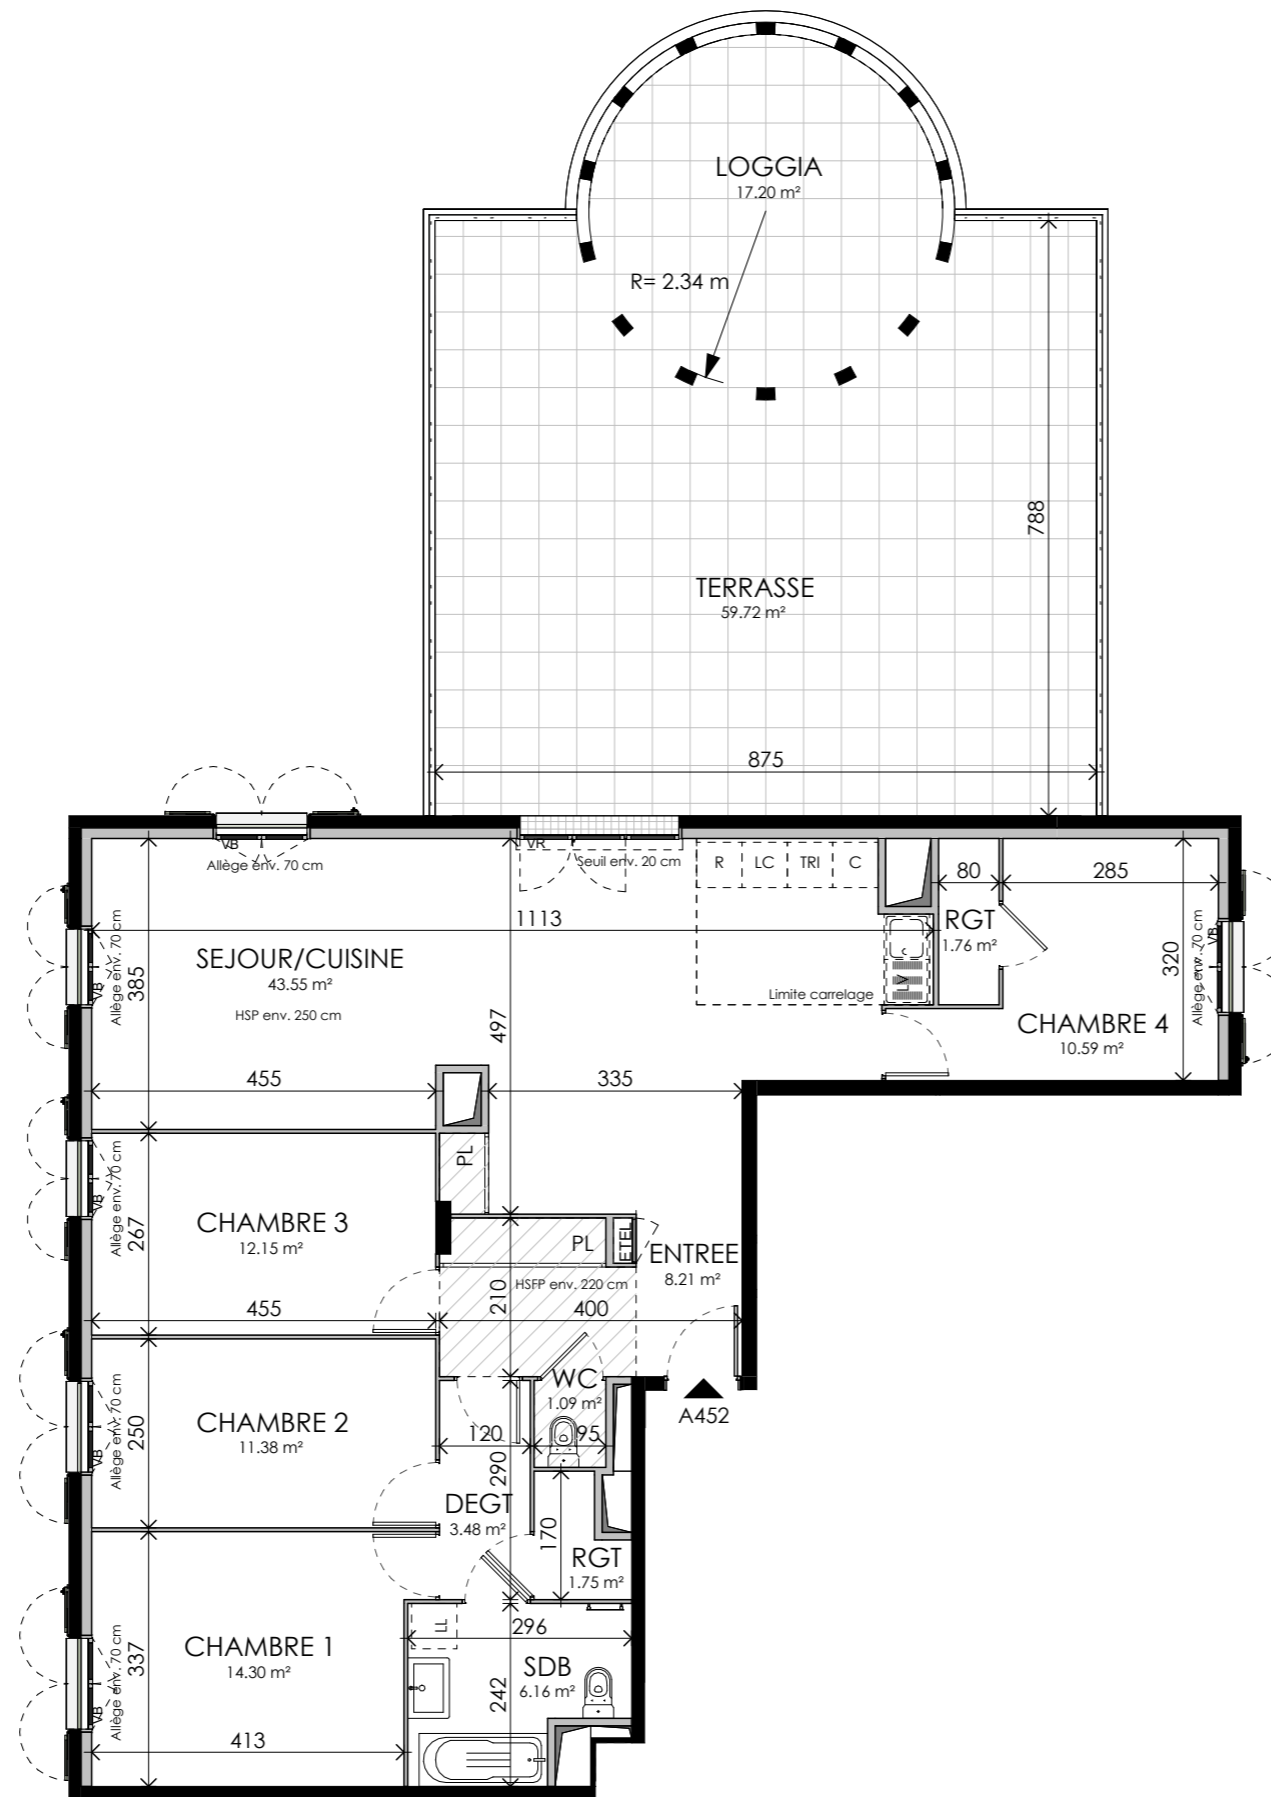 LOGGIA
17.20 m²
R= 2.34 m
788
TERRASSE
59.72 m²
875
VB
Allège env. 70 cm
VR
Seuil env. 20 cm
R
LC
TRI
C
80
285
1113
RGT
1.76 m²
Allège env. 70 cm
VB
385
SEJOUR/CUISINE
43.55 m²
HSP env. 250 cm
LV
Limite carrelage
320
Allège env. 70 cm
VB
CHAMBRE 4
10.59 m²
497
455
335
PL
Allège env. 70 cm
VB
267
CHAMBRE 3
12.15 m²
PL
ETEL
ENTREE
8.21 m²
HSFP env. 220 cm
210
455
400
WC
1.09 m²
A452
Allège env. 70 cm
VB
250
CHAMBRE 2
11.38 m²
120
95
290
DEGT
3.48 m²
170
RGT
1.75 m²
LL
296
Allège env. 70 cm
VB
337
CHAMBRE 1
14.30 m²
SDB
6.16 m²
242
413